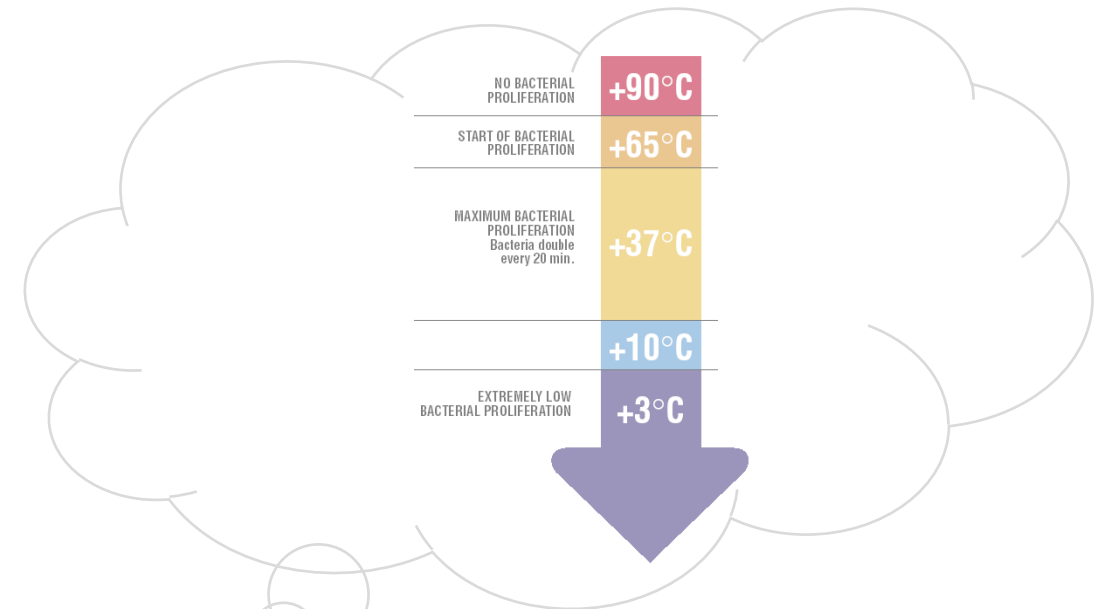 NO BACTERIAL
PROLIFERATION
+90°C
START OF BACTERIAL
PROLIFERATION
+65°C
MAXIMUM BACTERIAL
PROLIFERATION
Bacteria double
every 20 min.
+37°C
+10°C
EXTREMELY LOW
BACTERIAL PROLIFERATION
+3°C